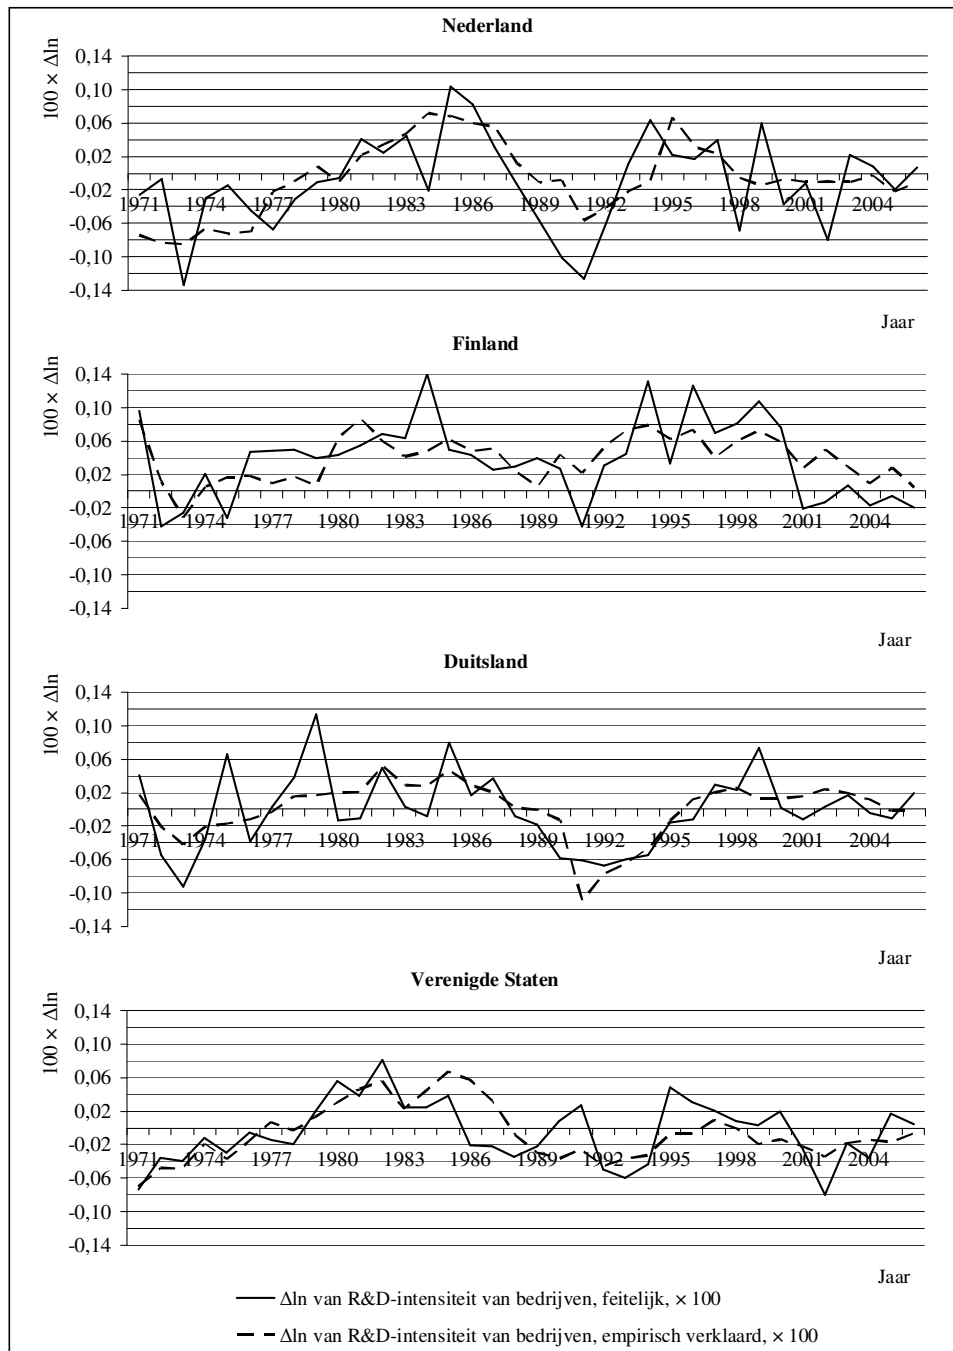 Nederland
100 × Δln
0,14
0,10
0,06
0,02
-0,02
-0,06
-0,10
-0,14
1971 1974 1977 1980 1983 1986 1989 1992 1995 1998 2001 2004
Jaar
Finland
100 × Δln
0,14
0,10
0,06
0,02
-0,02
-0,06
-0,10
-0,14
1971 1974 1977 1980 1983 1986 1989 1992 1995 1998 2001 2004
Jaar
Duitsland
100 × Δln
0,14
0,10
0,06
0,02
-0,02
-0,06
-0,10
-0,14
1971 1974 1977 1980 1983 1986 1989 1992 1995 1998 2001 2004
Jaar
Verenigde Staten
100 × Δln
0,14
0,10
0,06
0,02
-0,02
-0,06
-0,10
-0,14
1971 1974 1977 1980 1983 1986 1989 1992 1995 1998 2001 2004
Jaar
Δln van R&D-intensiteit van bedrijven, feitelijk, × 100
Δln van R&D-intensiteit van bedrijven, empirisch verklaard, × 100